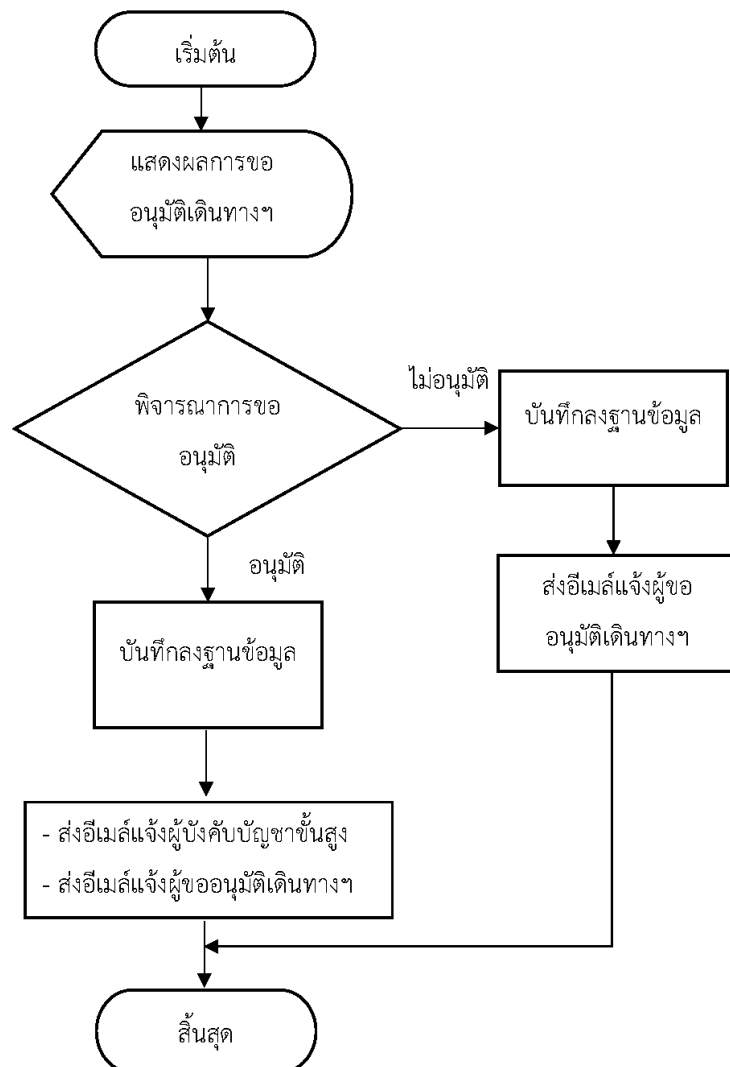 เริ่มต้น
แสดงผลการขอ
อนุมัติเดินทางฯ
พิจารณาการขอ
อนุมัติ
ไม่อนุมัติ
บันทึกลงฐานข้อมูล
ส่งอีเมล์แจ้งผู้ขอ
อนุมัติเดินทางฯ
อนุมัติ
บันทึกลงฐานข้อมูล
- ส่งอีเมล์แจ้งผู้บังคับบัญชาขั้นสูง
- ส่งอีเมล์แจ้งผู้ขออนุมัติเดินทางฯ
สิ้นสุด